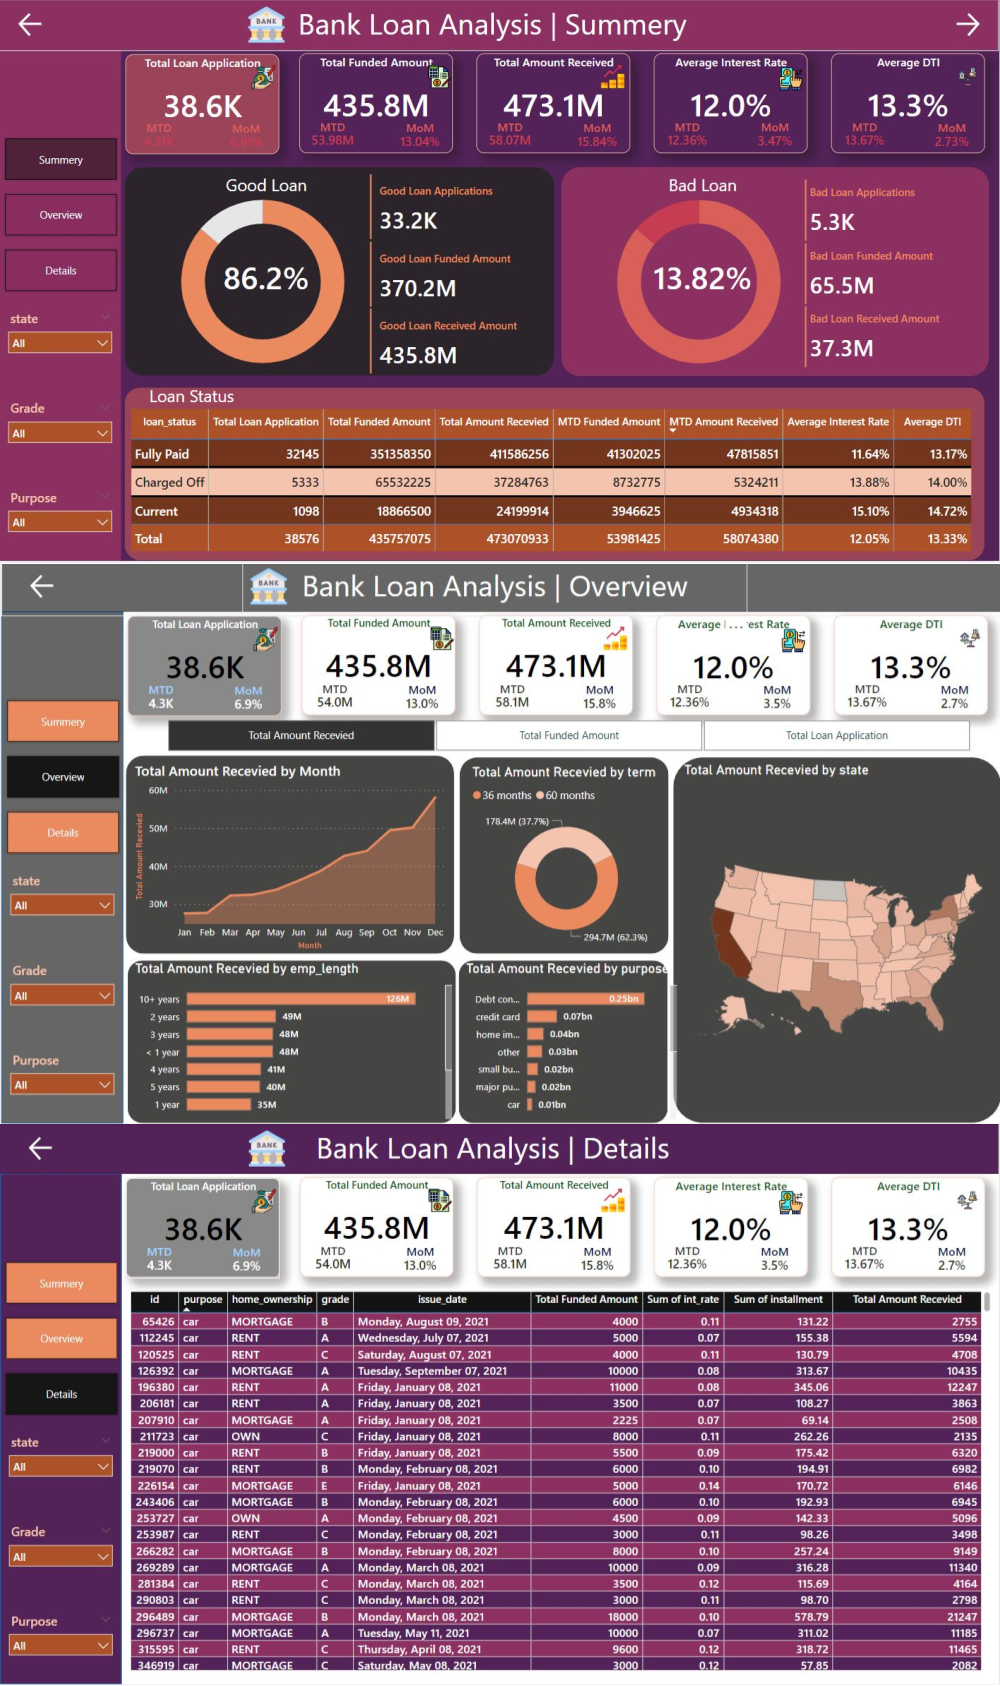 BANK
Bank Loan Analysis | Summary
Total Loan Application
38.6K
MTD
MoM
4.31K
6.91%
Total Funded Amount
435.8M
MTD
MoM
53.98M
13.04%
Total Amount Received
473.1M
MTD
MoM
58.07M
15.84%
Average Interest Rate
12.0%
MTD
MoM
12.36%
3.47%
Average DTI
13.3%
MTD
MoM
13.67%
2.73%
Summery
Overview
Details
state
All
Grade
All
Purpose
All
Good Loan
86.2%
Good Loan Applications
33.2K
Good Loan Funded Amount
370.2M
Good Loan Received Amount
435.8M
Bad Loan
13.82%
Bad Loan Applications
5.3K
Bad Loan Funded Amount
65.5M
Bad Loan Received Amount
37.3M
Loan Status
loan_status Total Loan Application Total Funded Amount Total Amount Recevied MTD Funded Amount MTD Amount Received Average Interest Rate Average DTI
Fully Paid 32145 351358350 411586256 41302025 47815851 11.64% 13.17%
Charged Off 5333 65532225 37284763 8732775 5324211 13.88% 14.00%
Current 1098 18866500 24199914 3946625 4934318 15.10% 14.72%
Total 38576 435757075 473070933 53981425 58074380 12.05% 13.33%
BANK
Bank Loan Analysis | Overview
Total Loan Application
38.6K
MTD
MoM
4.3K
6.9%
Total Funded Amount
435.8M
MTD
MoM
54.0M
13.0%
Total Amount Received
473.1M
MTD
MoM
58.1M
15.8%
Average I...est Rate
12.0%
MTD
MoM
12.36%
3.5%
Average DTI
13.3%
MTD
MoM
13.67%
2.7%
Summery
Overview
Details
state
All
Grade
All
Purpose
All
Total Amount Recevied
Total Funded Amount
Total Loan Application
Total Amount Recevied by Month
60M
50M
40M
30M
Total Amount Recevied
Jan Feb Mar Apr May Jun Jul Aug Sep Oct Nov Dec
Month
Total Amount Recevied by term
36 months 60 months
178.4M (37.7%)
294.7M (62.3%)
Total Amount Recevied by state
Total Amount Recevied by emp_length
10+ years 126M
2 years 49M
3 years 48M
< 1 year 48M
4 years 41M
5 years 40M
1 year 35M
Total Amount Recevied by purpose
Debt con... 0.25bn
credit card 0.07bn
home im... 0.04bn
other 0.03bn
small bu... 0.02bn
major pu... 0.02bn
car 0.01bn
BANK
Bank Loan Analysis | Details
Total Loan Application
38.6K
MTD
MoM
4.3K
6.9%
Total Funded Amount
435.8M
MTD
MoM
54.0M
13.0%
Total Amount Received
473.1M
MTD
MoM
58.1M
15.8%
Average Interest Rate
12.0%
MTD
MoM
12.36%
3.5%
Average DTI
13.3%
MTD
MoM
13.67%
2.7%
Summery
Overview
Details
state
All
Grade
All
Purpose
All
id purpose home_ownership grade issue_date Total Funded Amount Sum of int_rate Sum of installment Total Amount Recevied
65426 car MORTGAGE B Monday, August 09, 2021 4000 0.11 131.22 2755
112245 car RENT A Wednesday, July 07, 2021 5000 0.07 155.38 5594
120525 car RENT C Saturday, August 07, 2021 4000 0.11 130.79 4708
126392 car MORTGAGE A Tuesday, September 07, 2021 10000 0.08 313.67 10435
196380 car RENT A Friday, January 08, 2021 11000 0.08 345.06 12247
206181 car RENT A Friday, January 08, 2021 3500 0.07 108.27 3863
207910 car MORTGAGE A Friday, January 08, 2021 2225 0.07 69.14 2508
211723 car OWN C Friday, January 08, 2021 8000 0.11 262.26 2135
219000 car RENT B Friday, January 08, 2021 5500 0.09 175.42 6320
219070 car RENT B Monday, February 08, 2021 6000 0.10 194.91 6982
226154 car MORTGAGE E Friday, January 08, 2021 5000 0.14 170.72 6146
243406 car MORTGAGE B Monday, February 08, 2021 6000 0.10 192.93 6945
253727 car OWN A Monday, February 08, 2021 4500 0.09 142.33 5096
253987 car RENT C Monday, February 08, 2021 3000 0.11 98.26 3498
266282 car MORTGAGE B Monday, February 08, 2021 8000 0.10 257.24 9149
269289 car MORTGAGE A Monday, March 08, 2021 10000 0.09 316.28 11340
281384 car RENT C Monday, March 08, 2021 3500 0.12 115.69 4164
290803 car RENT C Monday, March 08, 2021 3000 0.11 98.70 2798
296489 car MORTGAGE B Monday, March 08, 2021 18000 0.10 578.79 21247
296737 car MORTGAGE A Tuesday, May 11, 2021 10000 0.07 311.02 11185
315595 car RENT C Thursday, April 08, 2021 9600 0.12 318.72 11465
346919 car MORTGAGE C Saturday, May 08, 2021 3000 0.12 57.85 2082